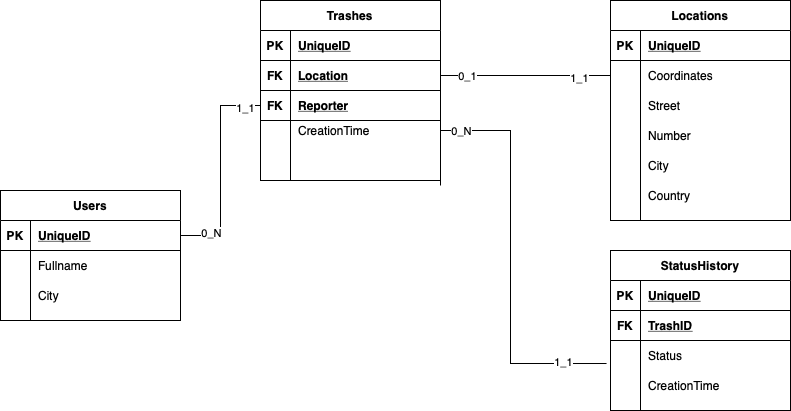 Trashes
PK UniqueID
FK Location
FK Reporter
CreationTime
Locations
PK UniqueID
Coordinates
Street
Number
City
Country
0_1
1_1
1_1
0_N
Users
PK UniqueID
Fullname
City
0_N
StatusHistory
PK UniqueID
FK TrashID
Status
CreationTime
1_1